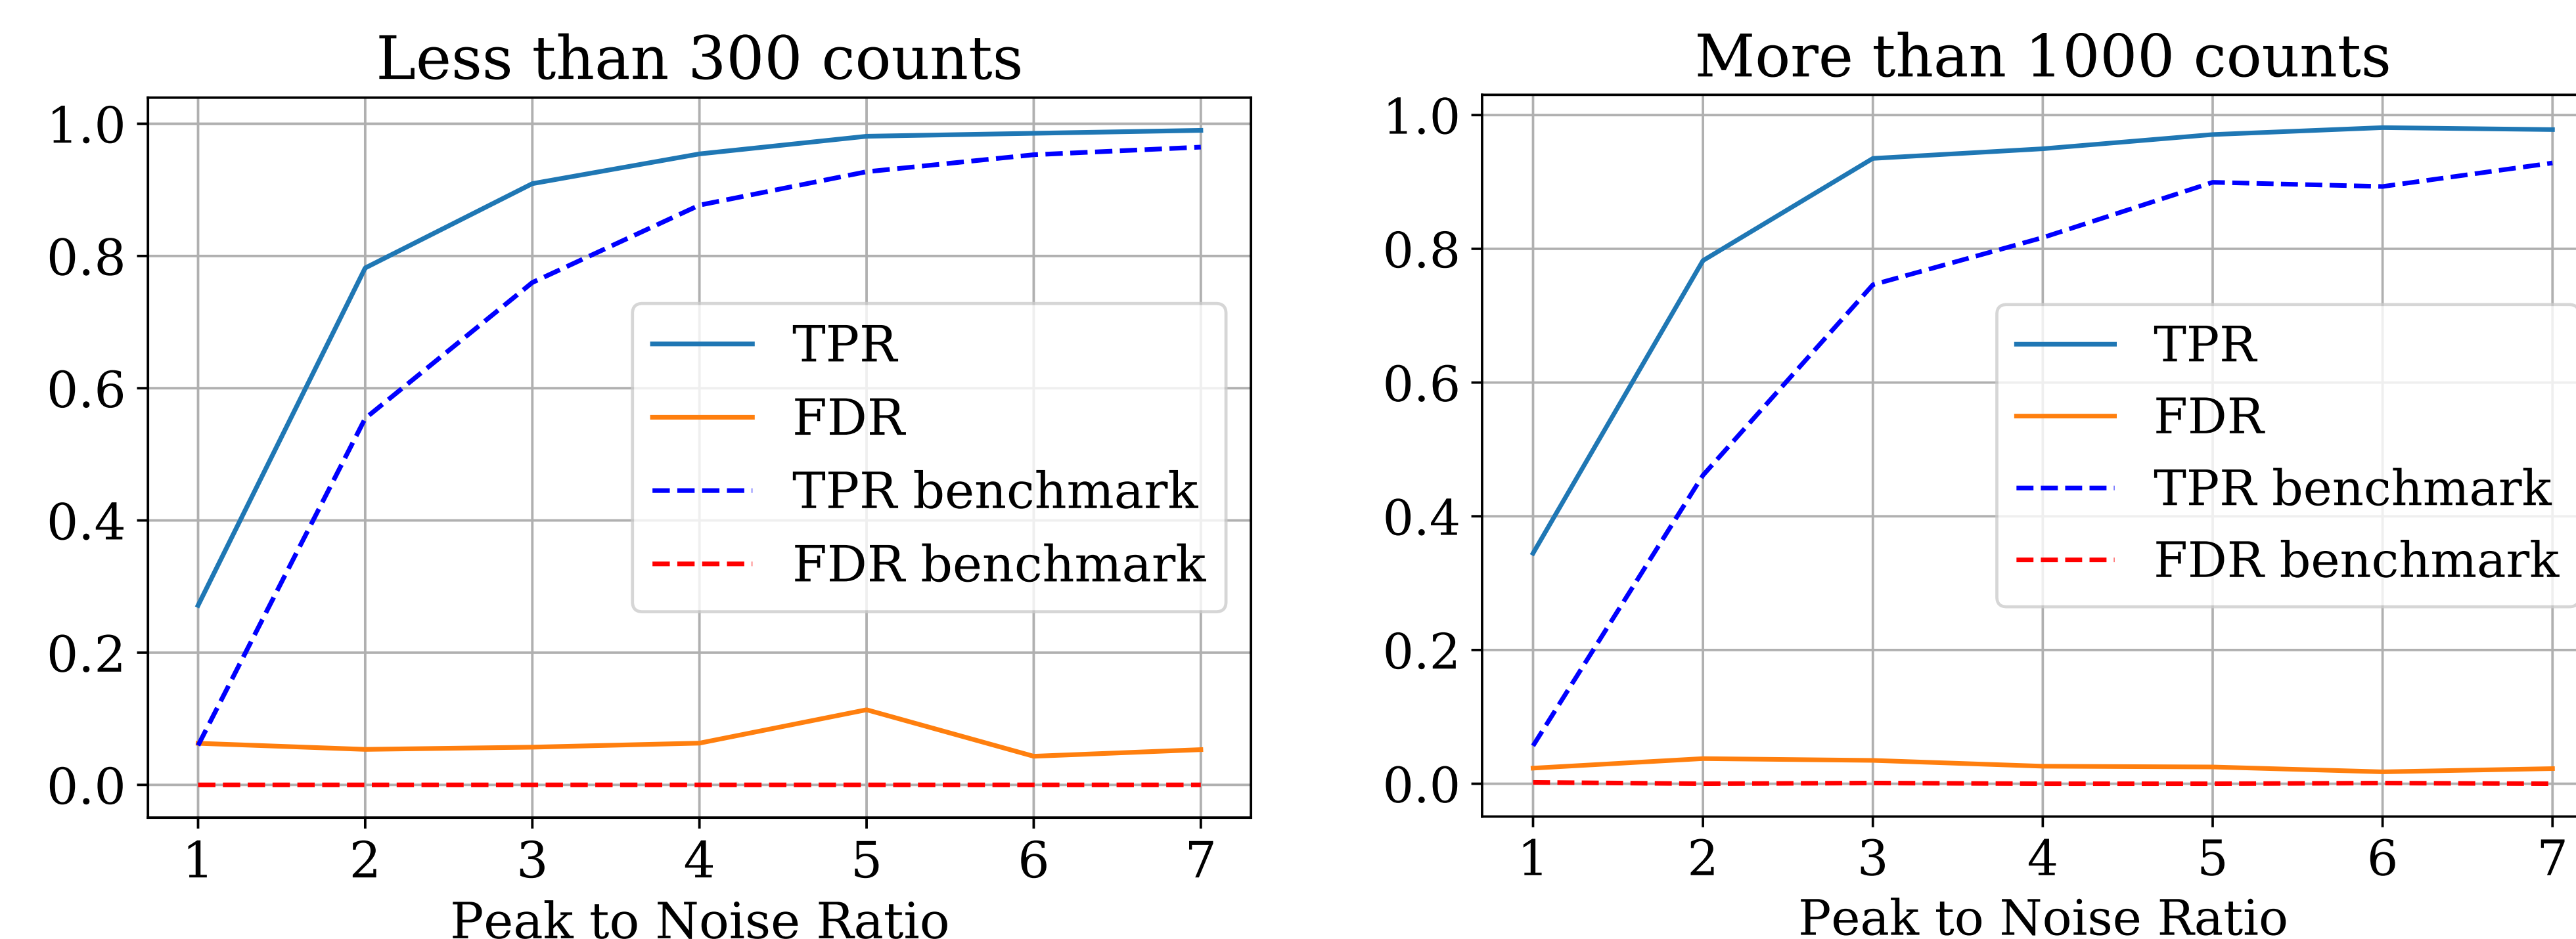 Less than 300 counts
1.0
0.8
0.6
0.4
0.2
0.0
TPR
FDR
TPR benchmark
FDR benchmark
1 2 3 4 5 6 7
Peak to Noise Ratio
More than 1000 counts
1.0
0.8
0.6
0.4
0.2
0.0
TPR
FDR
TPR benchmark
FDR benchmark
1 2 3 4 5 6 7
Peak to Noise Ratio